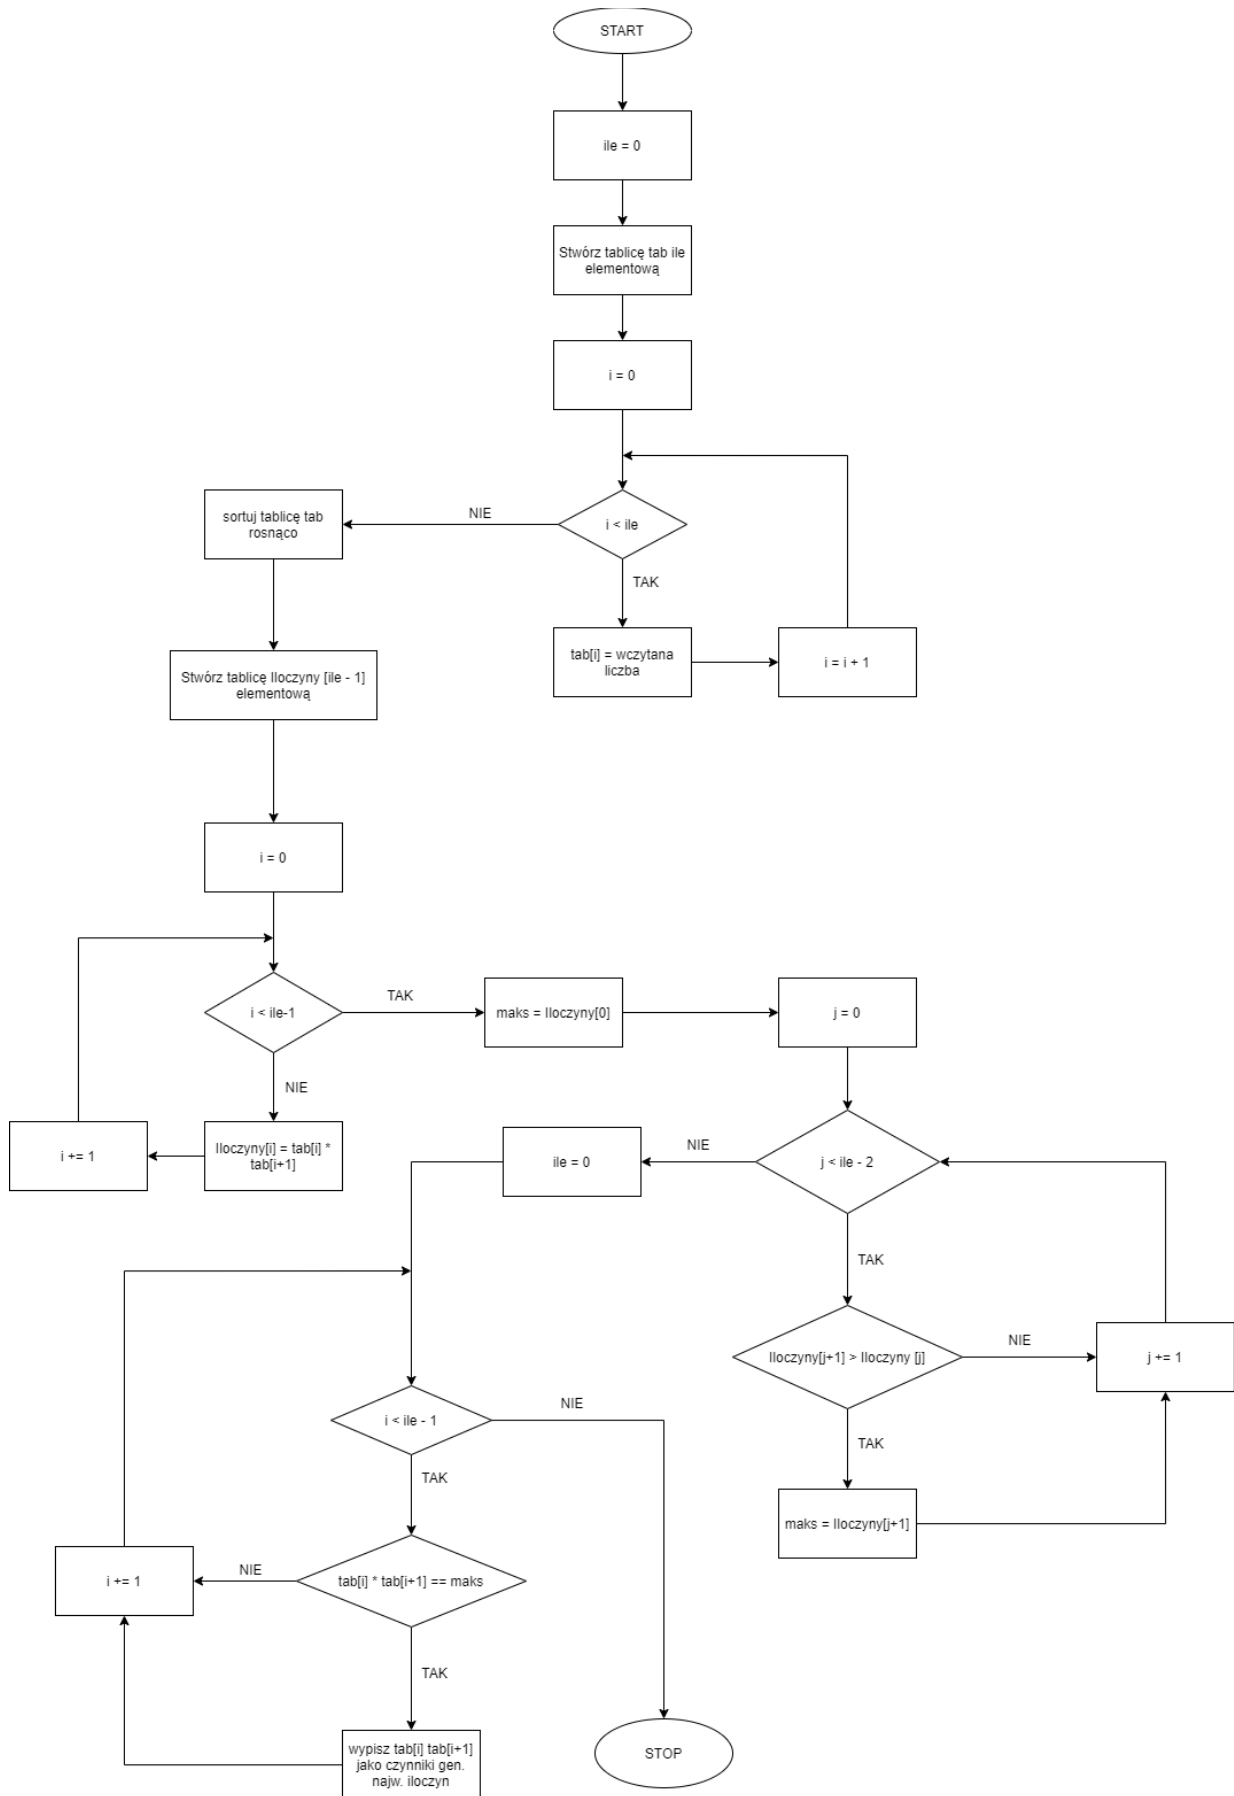 START
ile = 0
Stwórz tablicę tab ile
elementową
i = 0
i < ile
NIE
TAK
sortuj tablicę tab
rosnąco
tab[i] = wczytana
liczba
i = i + 1
Stwórz tablicę Iloczyny [ile - 1]
elementową
i = 0
i < ile-1
TAK
NIE
maks = Iloczyny[0]
j = 0
Iloczyny[i] = tab[i] *
tab[i+1]
i += 1
j < ile - 2
NIE
TAK
ile = 0
Iloczyny[j+1] > Iloczyny [j]
NIE
TAK
j += 1
maks = Iloczyny[j+1]
i < ile - 1
NIE
TAK
tab[i] * tab[i+1] == maks
NIE
TAK
i += 1
wypisz tab[i] tab[i+1]
jako czynniki gen.
najw. iloczyn
STOP